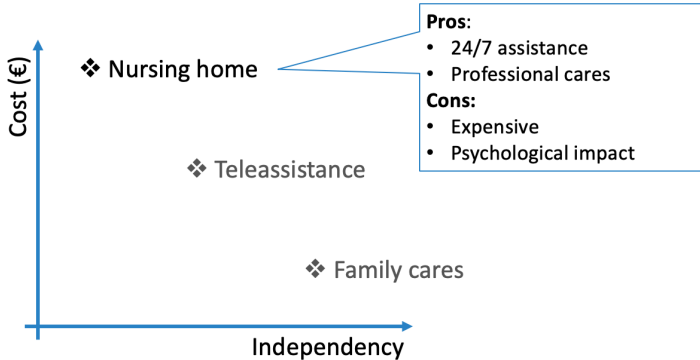 Pros:
• 24/7 assistance
• Professional cares
Cons:
• Expensive
• Psychological impact
Cost (€)
❖ Nursing home
❖ Teleassistance
❖ Family cares
Independency